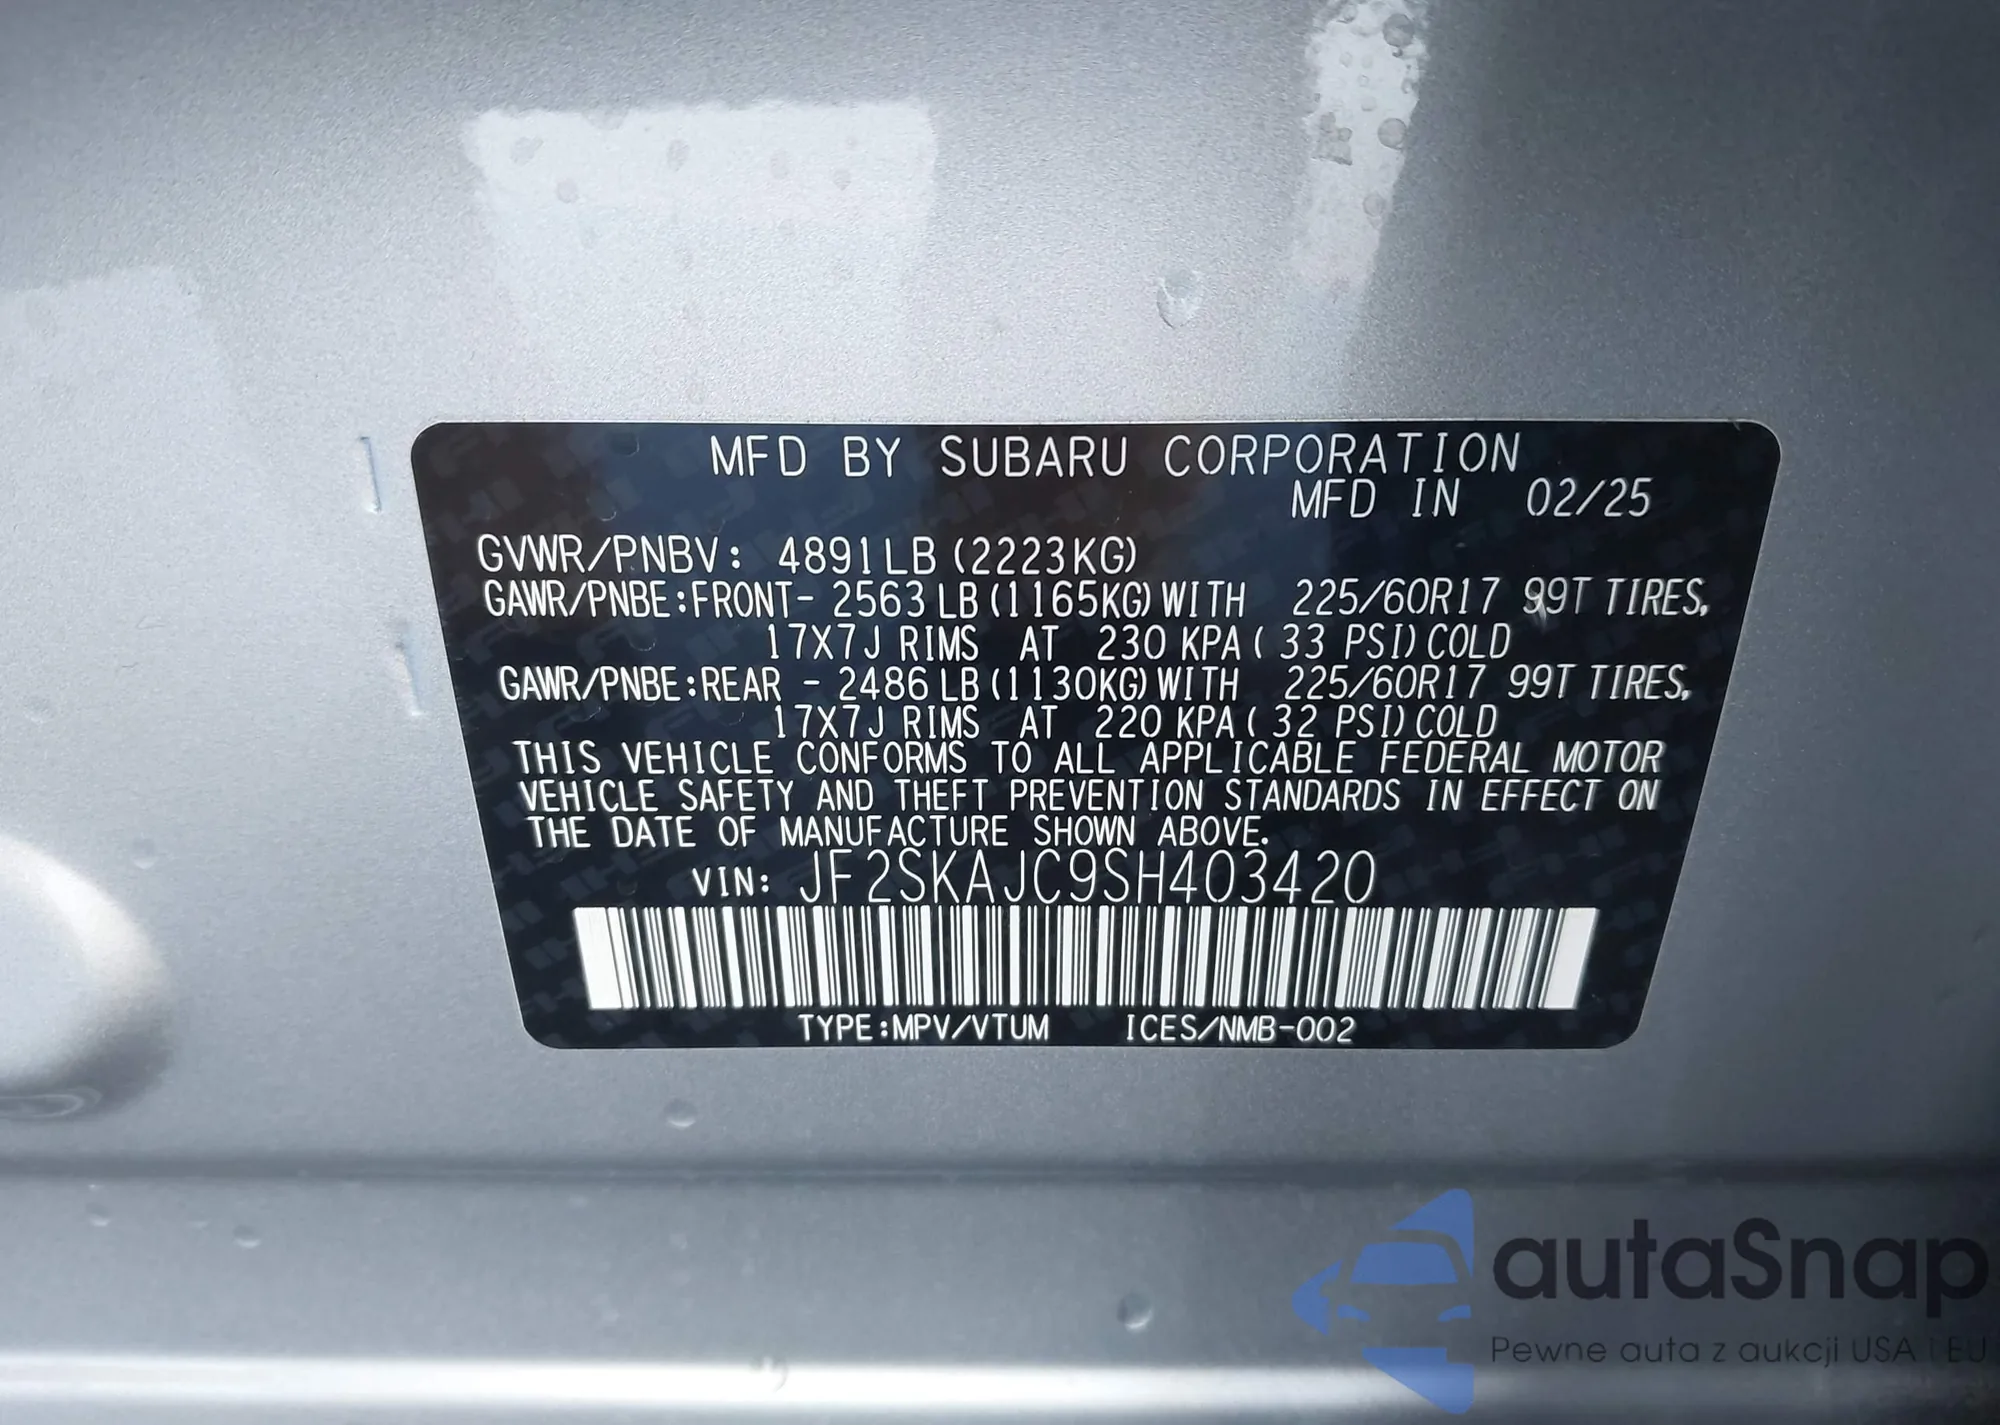 MFD BY SUBARU CORPORATION
MFD IN 02/25
GVWR/PNBV: 4891LB (2223KG)
GAWR/PNBE:FRONT- 2563 LB (1165KG) WITH 225/60R17 99T TIRES,
17X7J RIMS AT 230 KPA ( 33 PSI) COLD
GAWR/PNBE:REAR - 2486 LB (1130KG) WITH 225/60R17 99T TIRES,
17X7J RIMS AT 220 KPA ( 32 PSI) COLD
THIS VEHICLE CONFORMS TO ALL APPLICABLE FEDERAL MOTOR
VEHICLE SAFETY AND THEFT PREVENTION STANDARDS IN EFFECT ON
THE DATE OF MANUFACTURE SHOWN ABOVE.
VIN: JF2SKAJC9SH403420
TYPE:MPV/VTUM ICES/NMB-002
autaSnap
Pewne auta z aukcji USA i EU